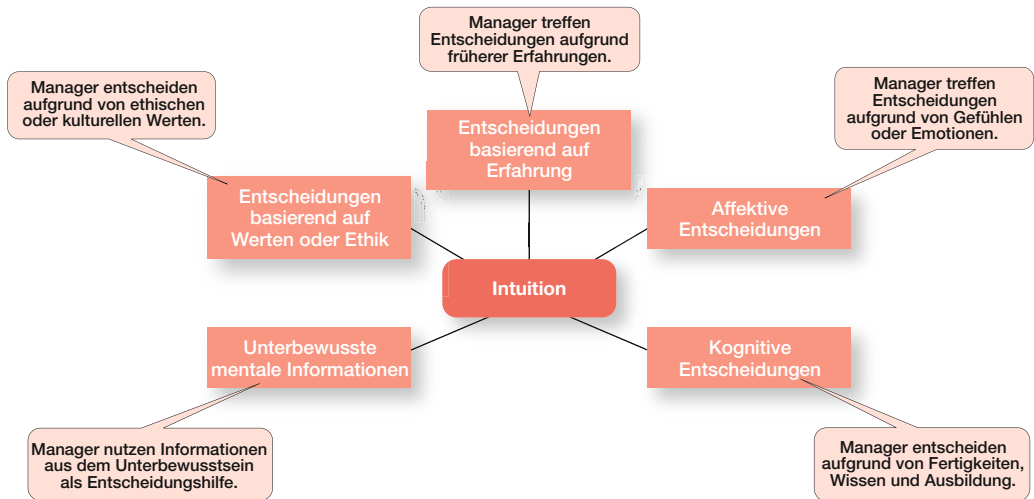 Manager treffen
Entscheidungen aufgrund
früherer Erfahrungen.
Manager entscheiden
aufgrund von ethischen
oder kulturellen Werten.
Manager treffen
Entscheidungen
aufgrund von Gefühlen
oder Emotionen.
Entscheidungen
basierend auf
Erfahrung
Entscheidungen
basierend auf
Werten oder Ethik
Affektive
Entscheidungen
Intuition
Unterbewusste
mentale Informationen
Kognitive
Entscheidungen
Manager nutzen Informationen
aus dem Unterbewusstsein
als Entscheidungshilfe.
Manager entscheiden
aufgrund von Fertigkeiten,
Wissen und Ausbildung.